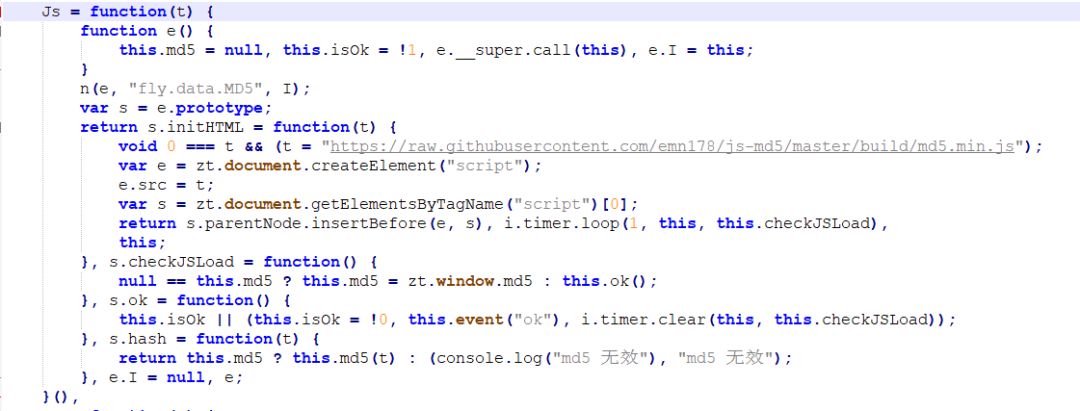 Js = function(t) {
function e() {
this.md5 = null, this.isOk = !1, e.__super.call(this), e.I = this;
}
n(e, "fly.data.MD5", I);
var s = e.prototype;
return s.initHTML = function(t) {
void 0 === t && (t = "https://raw.githubusercontent.com/emn178/js-md5/master/build/md5.min.js");
var e = zt.document.createElement("script");
e.src = t;
var s = zt.document.getElementsByTagName("script")[0];
return s.parentNode.insertBefore(e, s), i.timer.loop(1, this, this.checkJSLoad),
this;
}, s.checkJSLoad = function() {
null == this.md5 ? this.md5 = zt.window.md5 : this.ok();
}, s.ok = function() {
this.isOk || (this.isOk = !0, this.event("ok"), i.timer.clear(this, this.checkJSLoad));
}, s.hash = function(t) {
return this.md5 ? this.md5(t) : (console.log("md5 无效"), "md5 无效");
}, e.I = null, e;
}(),